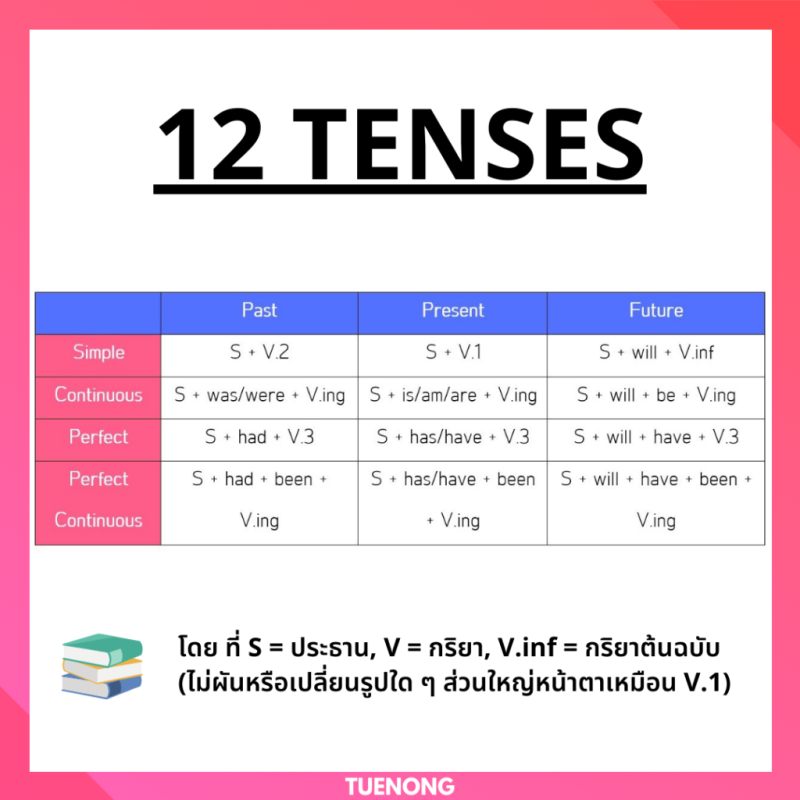 12 TENSES
Past Present Future
Simple S + V.2 S + V.1 S + will + V.inf
Continuous S + was/were + V.ing S + is/am/are + V.ing S + will + be + V.ing
Perfect S + had + V.3 S + has/have + V.3 S + will + have + V.3
Perfect S + had + been + S + has/have + been S + will + have + been +
Continuous V.ing + V.ing V.ing
โดย ที่ S = ประธาน, V = กริยา, V.inf = กริยาต้นฉบับ
(ไม่ผันหรือเปลี่ยนรูปใด ๆ ส่วนใหญ่หน้าตาเหมือน V.1)
TUENONG